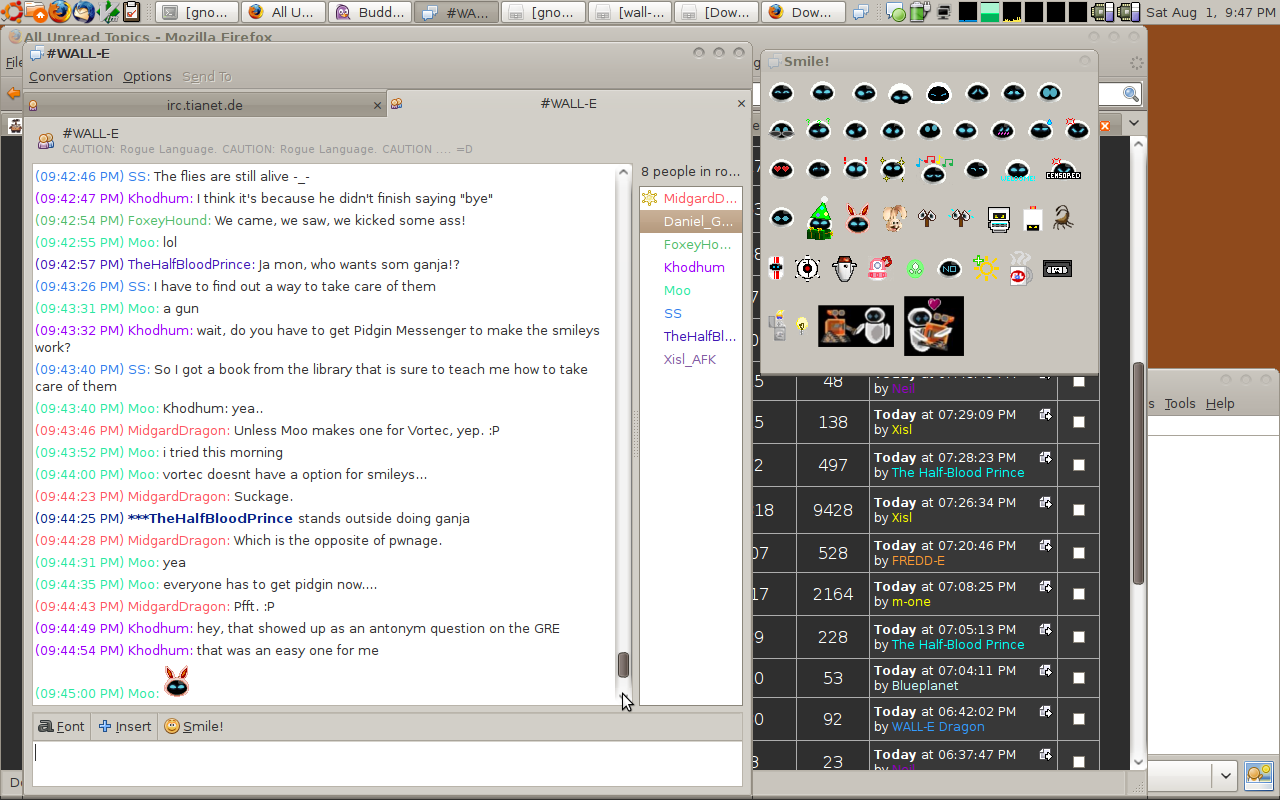 [gno...
All U...
Budd...
#WA...
[gno...
[wall-...
[Dow...
Dow...
Sat Aug 1, 9:47 PM
All Unread Topics - Mozilla Firefox
#WALL-E
Conversation Options Send To
irc.tianet.de
#WALL-E
#WALL-E
CAUTION: Rogue Language. CAUTION: Rogue Language. CAUTION .... =D
(09:42:46 PM) SS: The flies are still alive -_-
(09:42:47 PM) Khodhum: I think it's because he didn't finish saying "bye"
(09:42:54 PM) FoxeyHound: We came, we saw, we kicked some ass!
(09:42:55 PM) Moo: lol
(09:42:57 PM) TheHalfBloodPrince: Ja mon, who wants som ganja!?
(09:43:26 PM) SS: I have to find out a way to take care of them
(09:43:31 PM) Moo: a gun
(09:43:32 PM) Khodhum: wait, do you have to get Pidgin Messenger to make the smileys
work?
(09:43:40 PM) SS: So I got a book from the library that is sure to teach me how to take
care of them
(09:43:40 PM) Moo: Khodhum: yea..
(09:43:46 PM) MidgardDragon: Unless Moo makes one for Vortec, yep. :P
(09:43:52 PM) Moo: i tried this morning
(09:44:00 PM) Moo: vortec doesnt have a option for smileys...
(09:44:23 PM) MidgardDragon: Suckage.
(09:44:25 PM) ***TheHalfBloodPrince stands outside doing ganja
(09:44:28 PM) MidgardDragon: Which is the opposite of pwnage.
(09:44:31 PM) Moo: yea
(09:44:35 PM) Moo: everyone has to get pidgin now....
(09:44:43 PM) MidgardDragon: Pfft. :P
(09:44:49 PM) Khodhum: hey, that showed up as an antonym question on the GRE
(09:44:54 PM) Khodhum: that was an easy one for me
(09:45:00 PM) Moo:
8 people in ro...
MidgardD...
Daniel_G...
FoxeyHo...
Khodhum
Moo
SS
TheHalfBl...
Xisl_AFK
Font Insert Smile!
Smile!
CENSORED
NO
5 48
by Neil
5 138 Today at 07:29:09 PM
by Xisl
2 497 Today at 07:28:23 PM
by The Half-Blood Prince
18 9428 Today at 07:26:34 PM
by Xisl
07 528 Today at 07:20:46 PM
by FREDD-E
17 2164 Today at 07:08:25 PM
by m-one
9 228 Today at 07:05:13 PM
by The Half-Blood Prince
0 53 Today at 07:04:11 PM
by Blueplanet
0 92 Today at 06:42:02 PM
by WALL-E Dragon
23 Today at 06:37:47 PM
s Tools Help